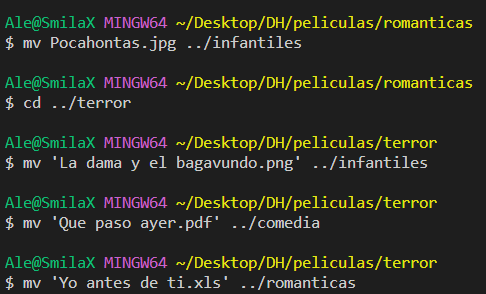 Ale@SmilaX MINGW64 ~/Desktop/DH/peliculas/romanticas
$ mv Pocahontas.jpg ../infantiles
Ale@SmilaX MINGW64 ~/Desktop/DH/peliculas/romanticas
$ cd ../terror
Ale@SmilaX MINGW64 ~/Desktop/DH/peliculas/terror
$ mv 'La dama y el bagavundo.png' ../infantiles
Ale@SmilaX MINGW64 ~/Desktop/DH/peliculas/terror
$ mv 'Que paso ayer.pdf' ../comedia
Ale@SmilaX MINGW64 ~/Desktop/DH/peliculas/terror
$ mv 'Yo antes de ti.xls' ../romanticas